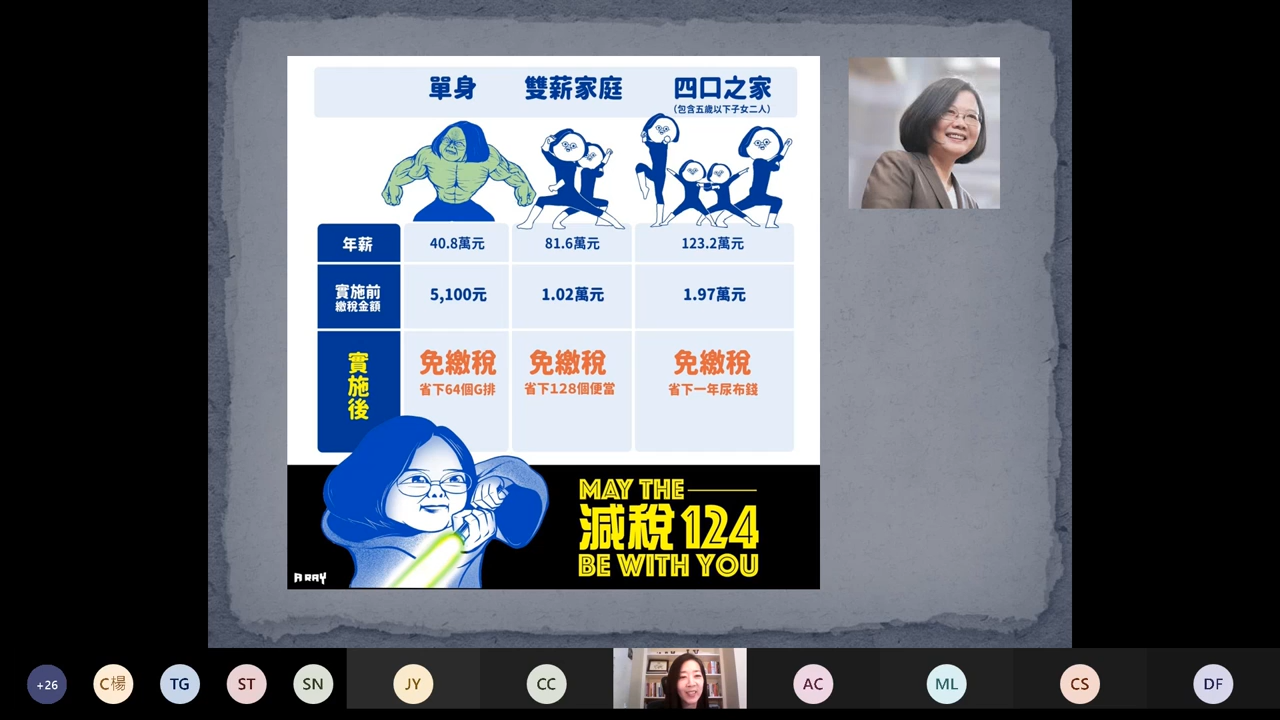 單身 雙薪家庭 四口之家
(包含五歲以下子女二人)
年薪 40.8萬元 81.6萬元 123.2萬元
實施前 5,100元 1.02萬元 1.97萬元
繳稅金額
實施後 免繳稅 免繳稅 免繳稅
省下64個G排 省下128個便當 省下一年尿布錢
MAY THE
減稅 124
BE WITH YOU
A RAY
+26 C楊 TG ST SN JY CC AC ML CS DF